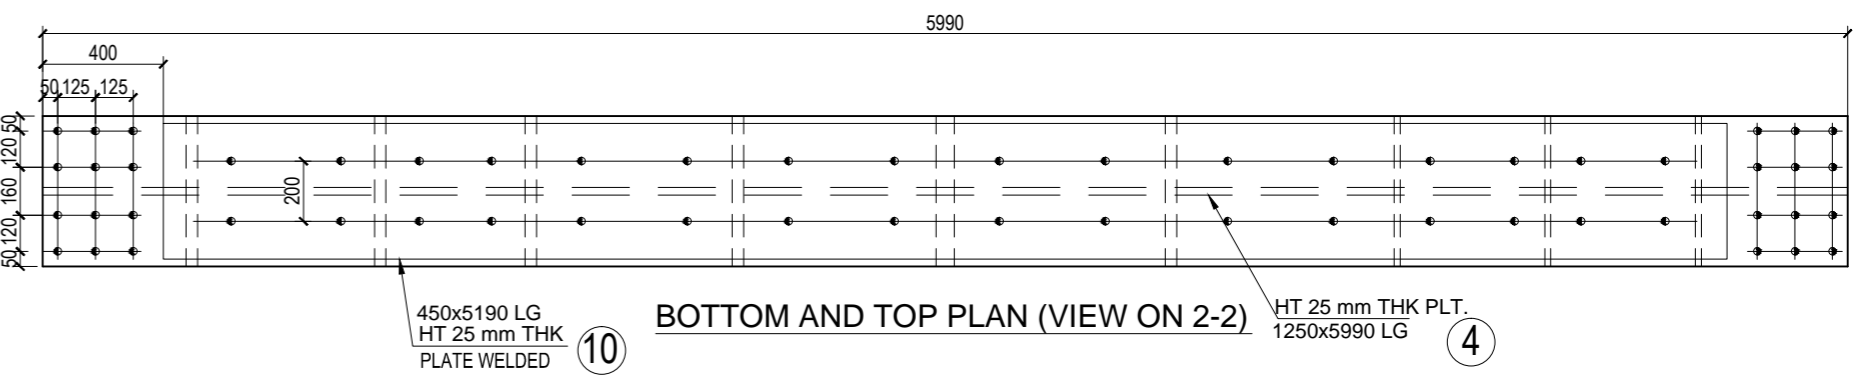 5990
400
50 125 125
50
120
160
120
50
200
450x5190 LG
HT 25 mm THK
PLATE WELDED
10
BOTTOM AND TOP PLAN (VIEW ON 2-2)
HT 25 mm THK PLT.
1250x5990 LG
4